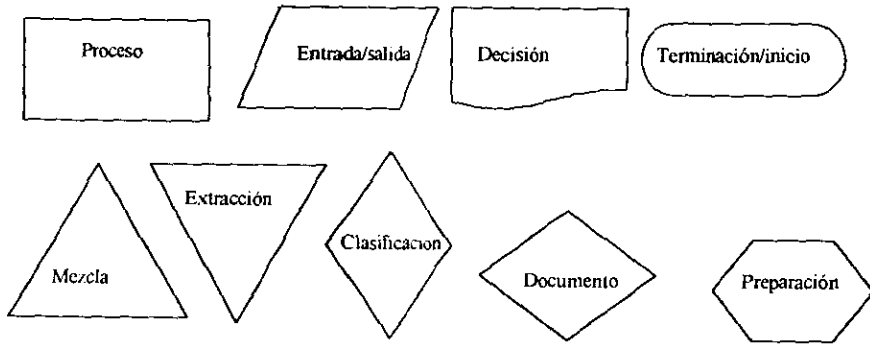 Proceso
Entrada/salida
Decisión
Terminación/inicio
Extracción
Clasificacion
Mezcla
Documento
Preparación